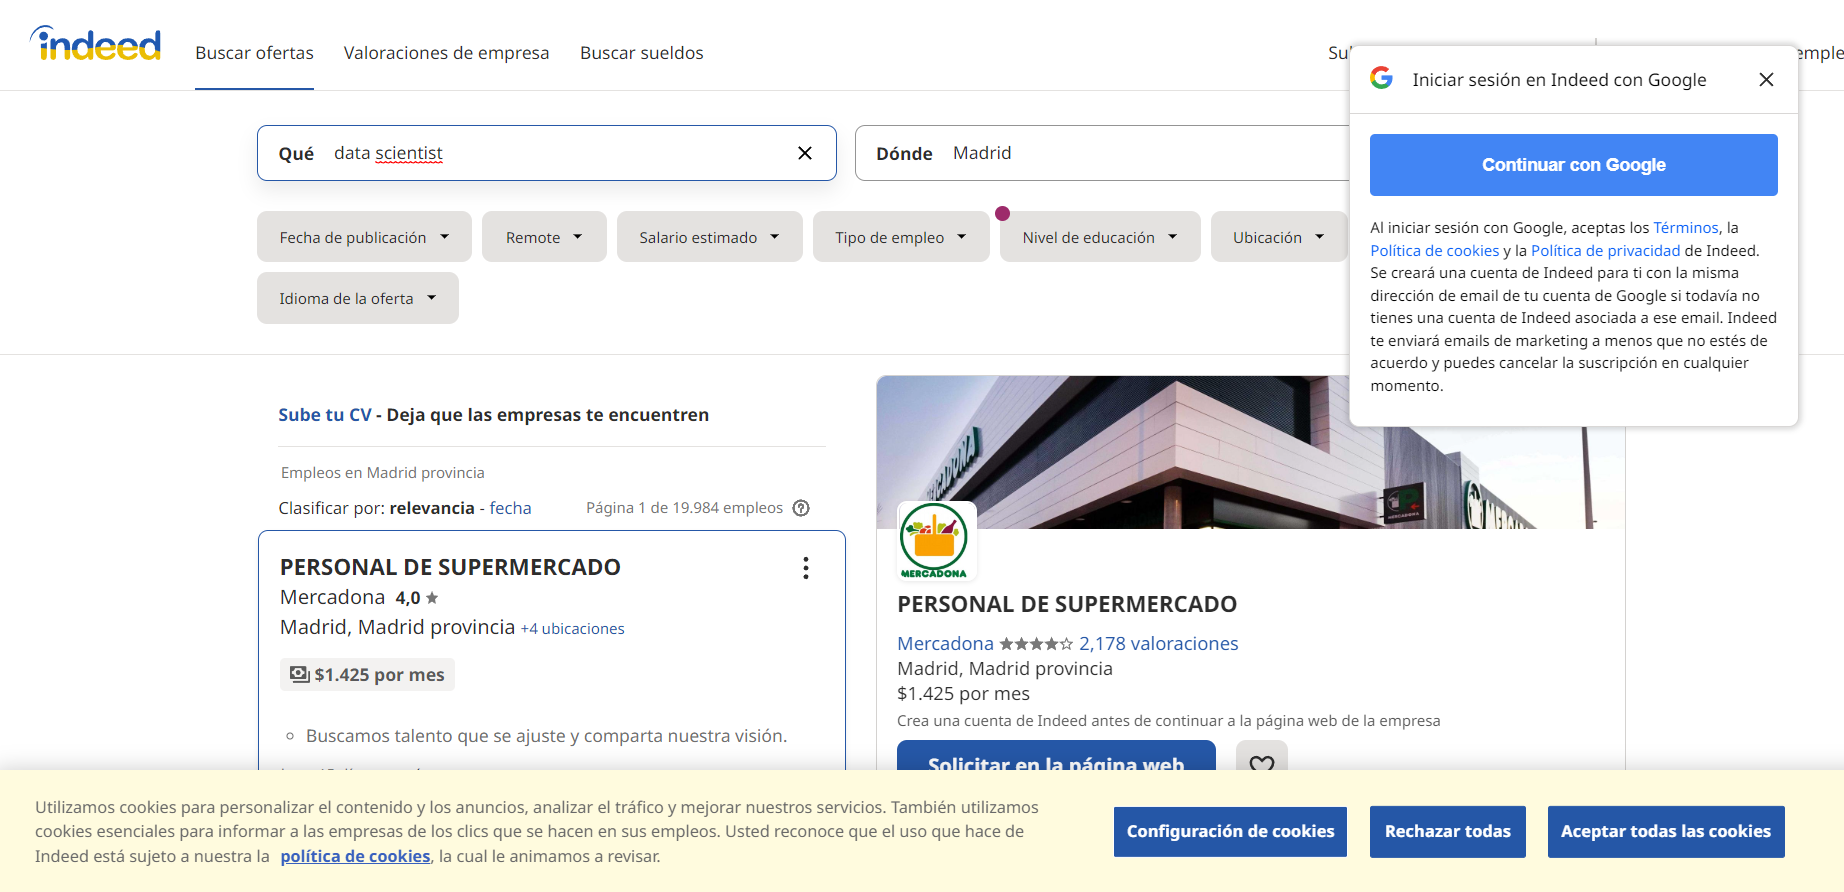 indeed
Buscar ofertas
Valoraciones de empresa
Buscar sueldos
Iniciar sesión en Indeed con Google
Continuar con Google
Al iniciar sesión con Google, aceptas los Términos, la
Política de cookies y la Política de privacidad de Indeed.
Se creará una cuenta de Indeed para ti con la misma
dirección de email de tu cuenta de Google si todavía no
tienes una cuenta de Indeed asociada a ese email. Indeed
te enviará emails de marketing a menos que no estés de
acuerdo y puedes cancelar la suscripción en cualquier
momento.
Qué data scientist
Dónde Madrid
Fecha de publicación
Remote
Salario estimado
Tipo de empleo
Nivel de educación
Ubicación
Idioma de la oferta
Sube tu CV - Deja que las empresas te encuentren
Empleos en Madrid provincia
Clasificar por: relevancia - fecha
Página 1 de 19.984 empleos
PERSONAL DE SUPERMERCADO
Mercadona 4,0
Madrid, Madrid provincia +4 ubicaciones
$1.425 por mes
Buscamos talento que se ajuste y comparta nuestra visión.
MERCADONA
MERCADONA
MERCADONA
PERSONAL DE SUPERMERCADO
Mercadona 2,178 valoraciones
Madrid, Madrid provincia
$1.425 por mes
Crea una cuenta de Indeed antes de continuar a la página web de la empresa
Solicitar en la página web
Utilizamos cookies para personalizar el contenido y los anuncios, analizar el tráfico y mejorar nuestros servicios. También utilizamos
cookies esenciales para informar a las empresas de los clics que se hacen en sus empleos. Usted reconoce que el uso que hace de
Indeed está sujeto a nuestra la política de cookies, la cual le animamos a revisar.
Configuración de cookies
Rechazar todas
Aceptar todas las cookies